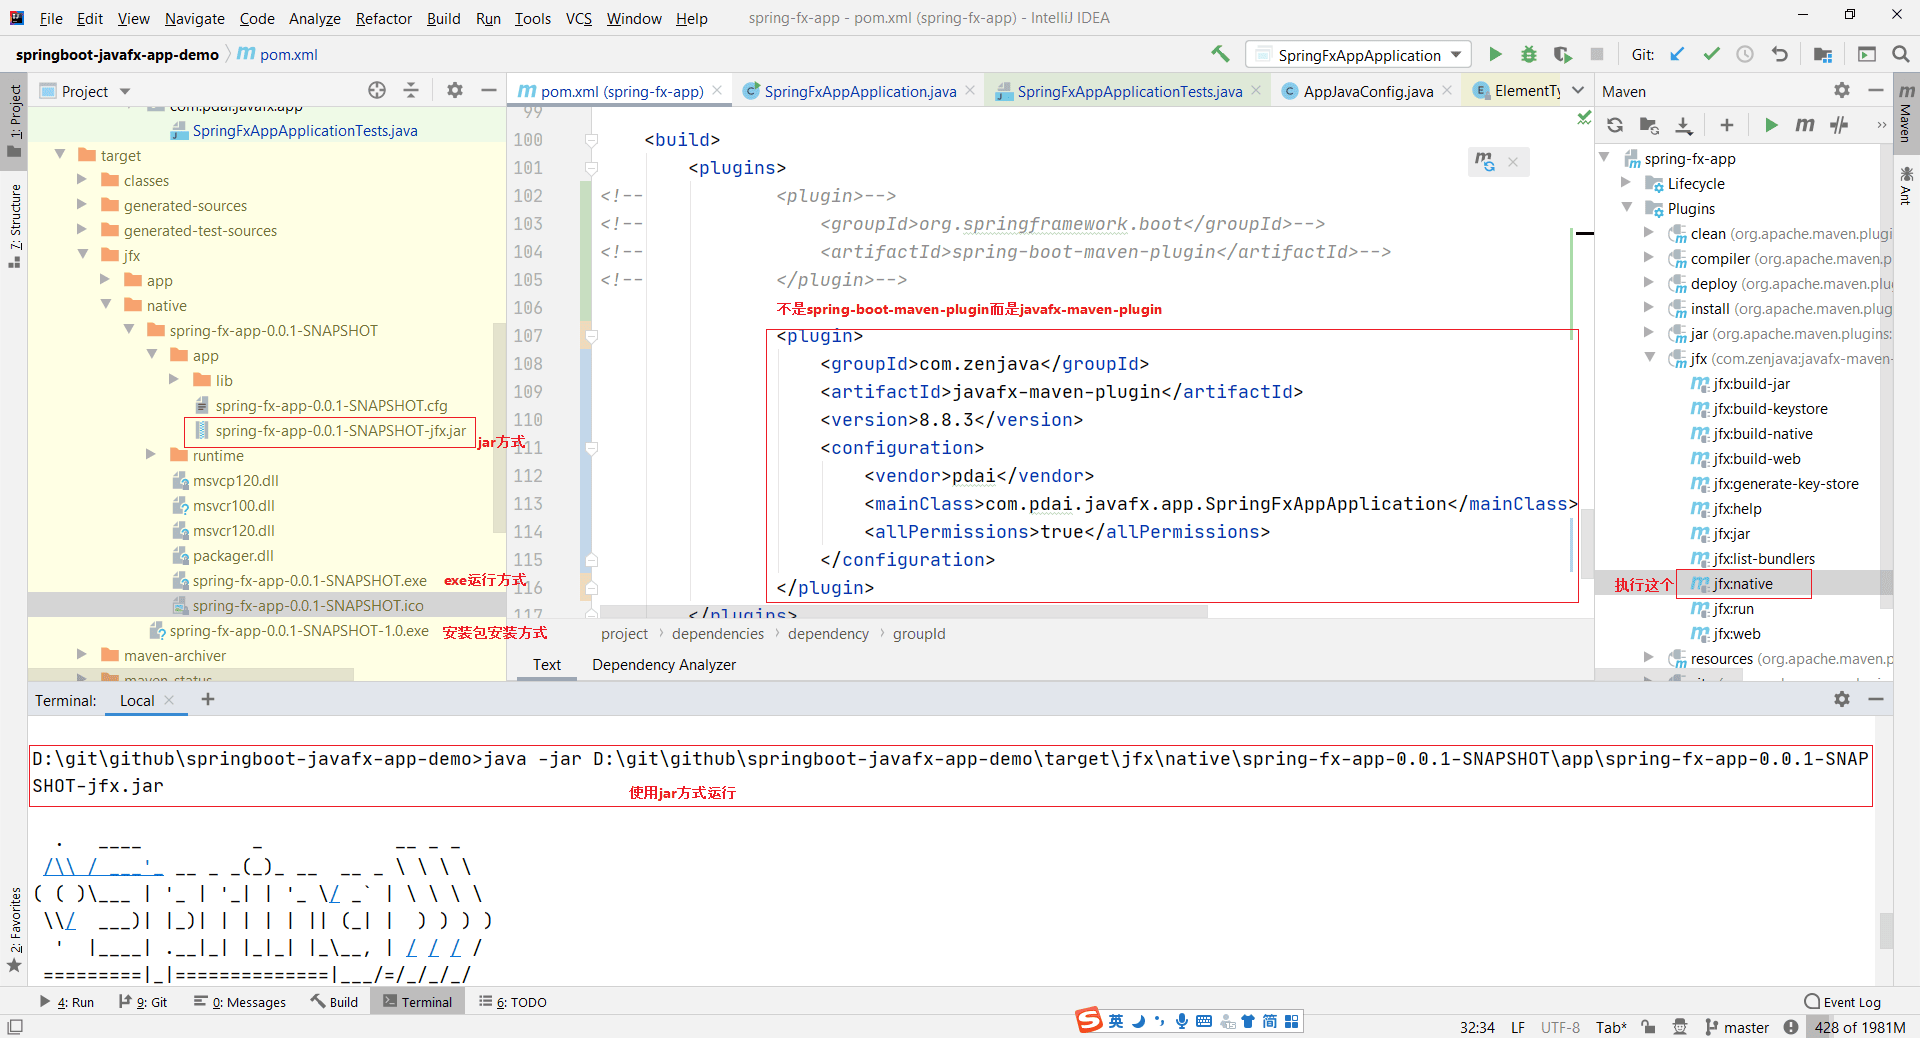 File Edit View Navigate Code Analyze Refactor Build Run Tools VCS Window Help spring-fx-app - pom.xml (spring-fx-app) - IntelliJ IDEA
springboot-javafx-app-demo m pom.xml
SpringFxAppApplication Git:
1: Project
7: Structure
2: Favorites
Project
com.pdai.javafx.app
SpringFxAppApplicationTests.java
target
classes
generated-sources
generated-test-sources
jfx
app
native
spring-fx-app-0.0.1-SNAPSHOT
app
lib
spring-fx-app-0.0.1-SNAPSHOT.cfg
spring-fx-app-0.0.1-SNAPSHOT-jfx.jar
jar方式
runtime
msvcp120.dll
msvcr100.dll
msvcr120.dll
packager.dll
spring-fx-app-0.0.1-SNAPSHOT.exe exe运行方式
spring-fx-app-0.0.1-SNAPSHOT.ico
spring-fx-app-0.0.1-SNAPSHOT-1.0.exe 安装包安装方式
maven-archiver
maven-status
pom.xml (spring-fx-app) SpringFxAppApplication.java SpringFxAppApplicationTests.java AppJavaConfig.java ElementTy
99
100 <build>
101 <plugins>
102 <!-- <plugin>-->
103 <!-- <groupId>org.springframework.boot</groupId>-->
104 <!-- <artifactId>spring-boot-maven-plugin</artifactId>-->
105 <!-- </plugin>-->
106 不是spring-boot-maven-plugin而是javafx-maven-plugin
107 <plugin>
108 <groupId>com.zenjava</groupId>
109 <artifactId>javafx-maven-plugin</artifactId>
110 <version>8.8.3</version>
111 <configuration>
112 <vendor>pdai</vendor>
113 <mainClass>com.pdai.javafx.app.SpringFxAppApplication</mainClass>
114 <allPermissions>true</allPermissions>
115 </configuration>
116 </plugin>
117 </plugins>
project › dependencies › dependency › groupId
Text Dependency Analyzer
Maven
spring-fx-app
Lifecycle
Plugins
clean (org.apache.maven.plugi
compiler (org.apache.maven.p
deploy (org.apache.maven.plug
install (org.apache.maven.plug
jar (org.apache.maven.plugins:
jfx (com.zenjava:javafx-maven-
jfx:build-jar
jfx:build-keystore
jfx:build-native
jfx:build-web
jfx:generate-key-store
jfx:help
jfx:jar
jfx:list-bundlers
执行这个 jfx:native
jfx:run
jfx:web
resources (org.apache.maven.p
Maven
Ant
Terminal: Local
D:\git\github\springboot-javafx-app-demo>java -jar D:\git\github\springboot-javafx-app-demo\target\jfx\native\spring-fx-app-0.0.1-SNAPSHOT\app\spring-fx-app-0.0.1-SNAP
SHOT-jfx.jar
使用jar方式运行
  .   ____          _            __ _ _
 /\\ / ___'_ __ _ _(_)_ __  __ _ \ \ \ \
( ( )\___ | '_ | '_| | '_ \/ _` | \ \ \ \
 \\/  ___)| |_)| | | | | || (_| |  ) ) ) )
  '  |____| .__|_| |_|_| |_\__, | / / / /
 =========|_|==============|___/=/_/_/_/
4: Run 9: Git 0: Messages Build Terminal 6: TODO Event Log
英 简
32:34 LF UTF-8 Tab* master 428 of 1981M